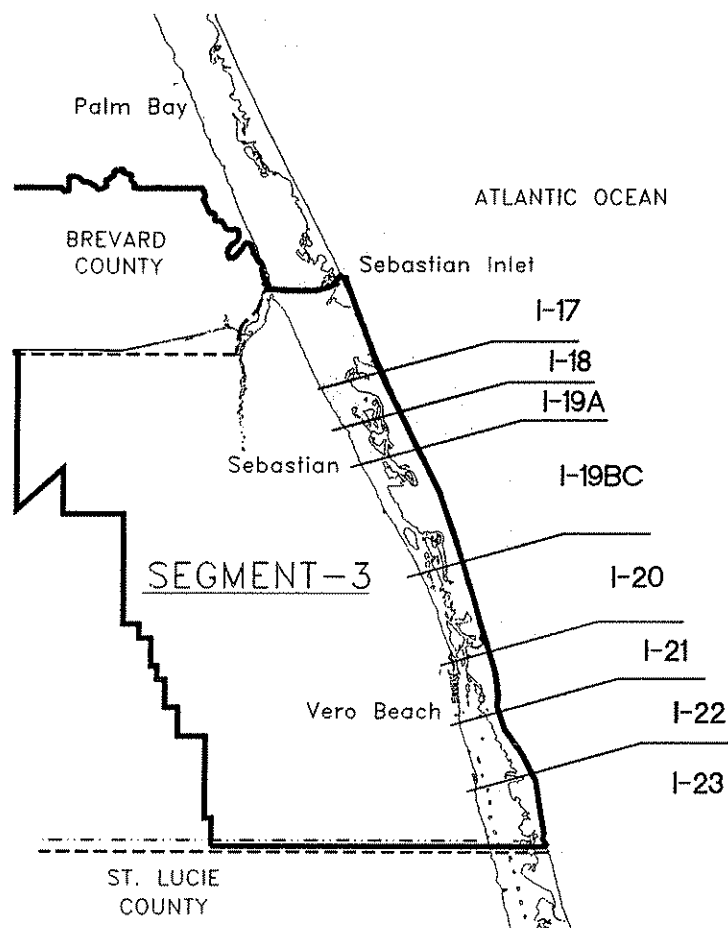 Palm Bay
ATLANTIC OCEAN
BREVARD
COUNTY
Sebastian Inlet
I-17
I-18
I-19A
Sebastian
I-19BC
SEGMENT-3
I-20
I-21
Vero Beach
I-22
I-23
ST. LUCIE
COUNTY